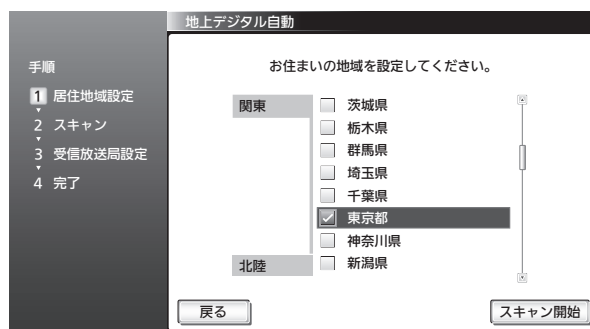 地上デジタル自動
手順
1 居住地域設定
2 スキャン
3 受信放送局設定
4 完了
お住まいの地域を設定してください。
関東
茨城県
栃木県
群馬県
埼玉県
千葉県
東京都
神奈川県
北陸
新潟県
戻る
スキャン開始